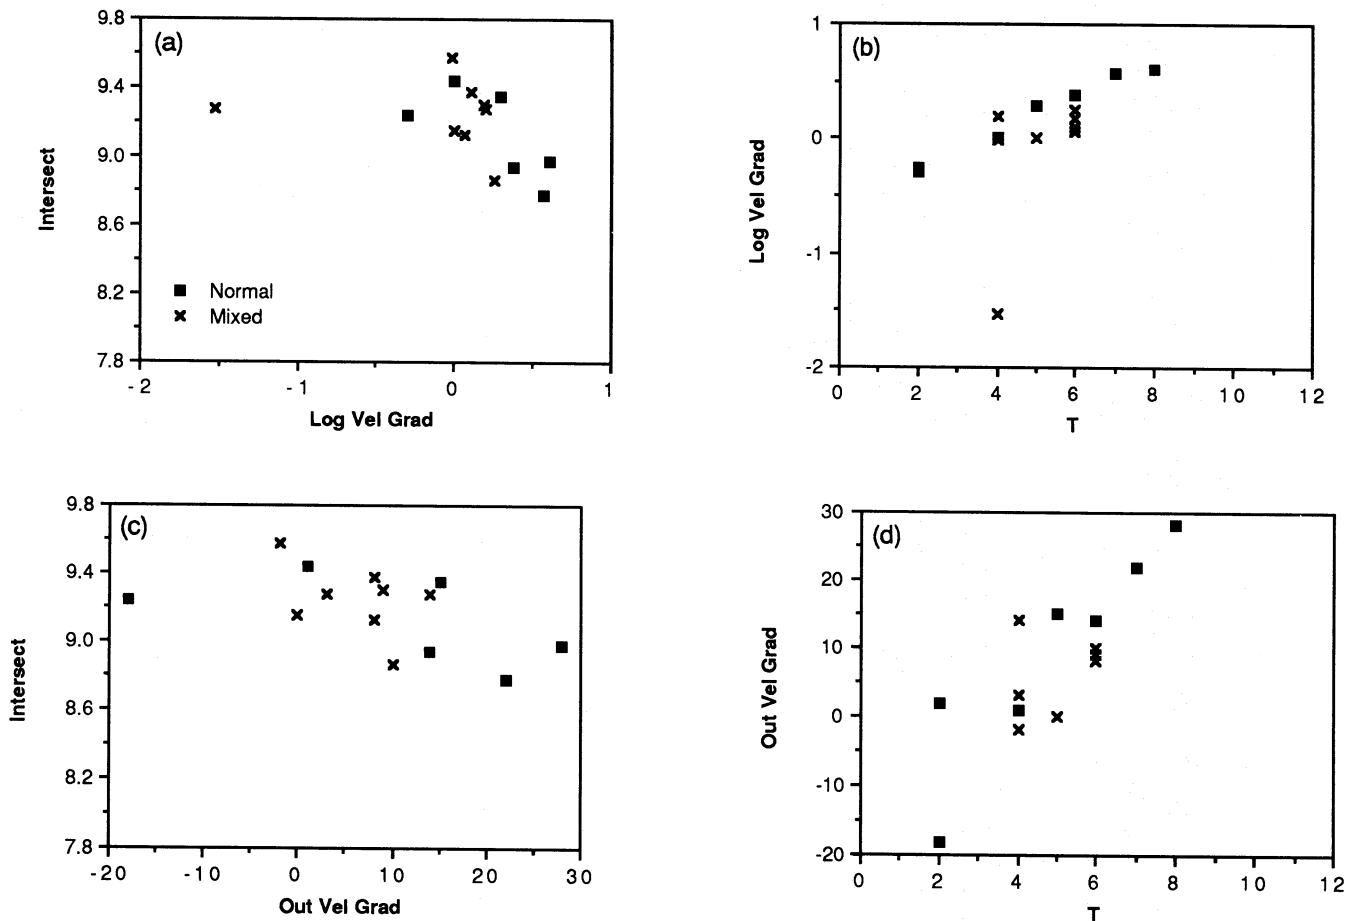 (a)
9.8
9.4
9.0
8.6
8.2
7.8
Intersect
Normal
Mixed
-2 -1 0 1
Log Vel Grad
(b)
1
0
-1
-2
Log Vel Grad
0 2 4 6 8 10 12
T
(c)
9.8
9.4
9.0
8.6
8.2
7.8
Intersect
-20 -10 0 10 20 30
Out Vel Grad
(d)
30
20
10
0
-10
-20
Out Vel Grad
0 2 4 6 8 10 12
T